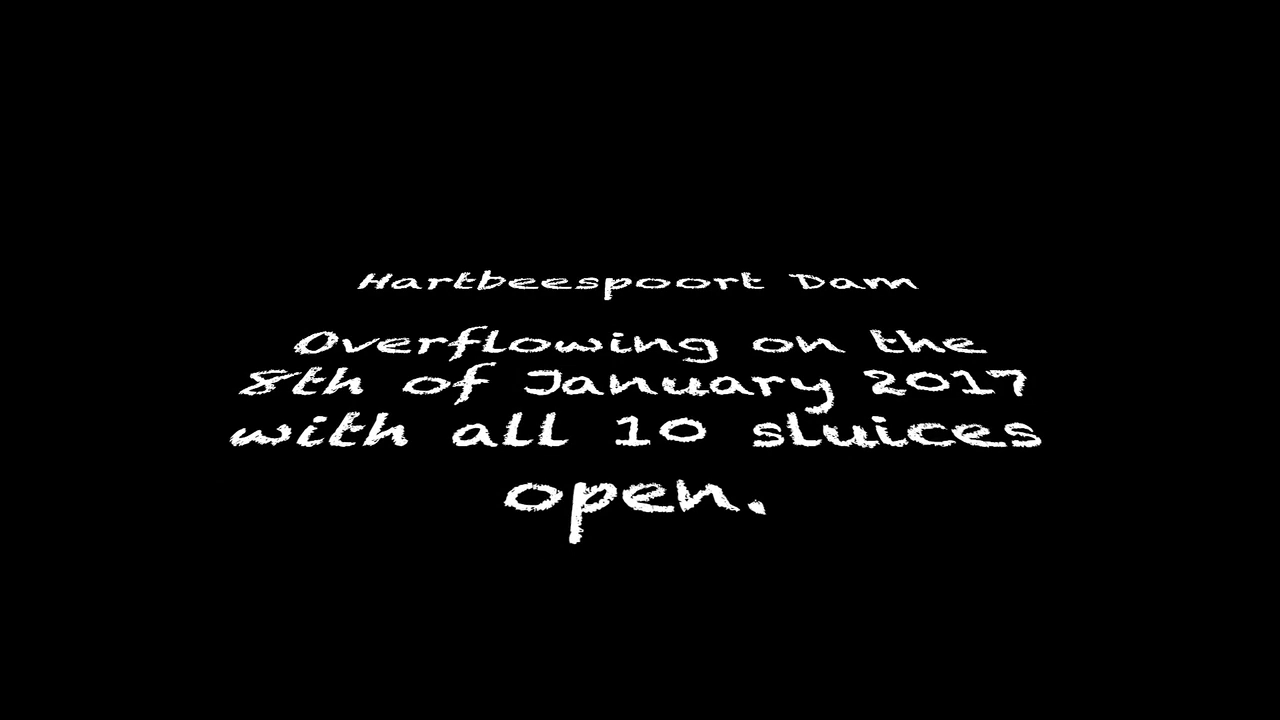 Hartbeespoort Dam
Overflowing on the
8th of January 2017
with all 10 sluices
open.